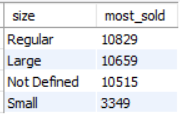 size most_sold
Regular 10829
Large 10659
Not Defined 10515
Small 3349